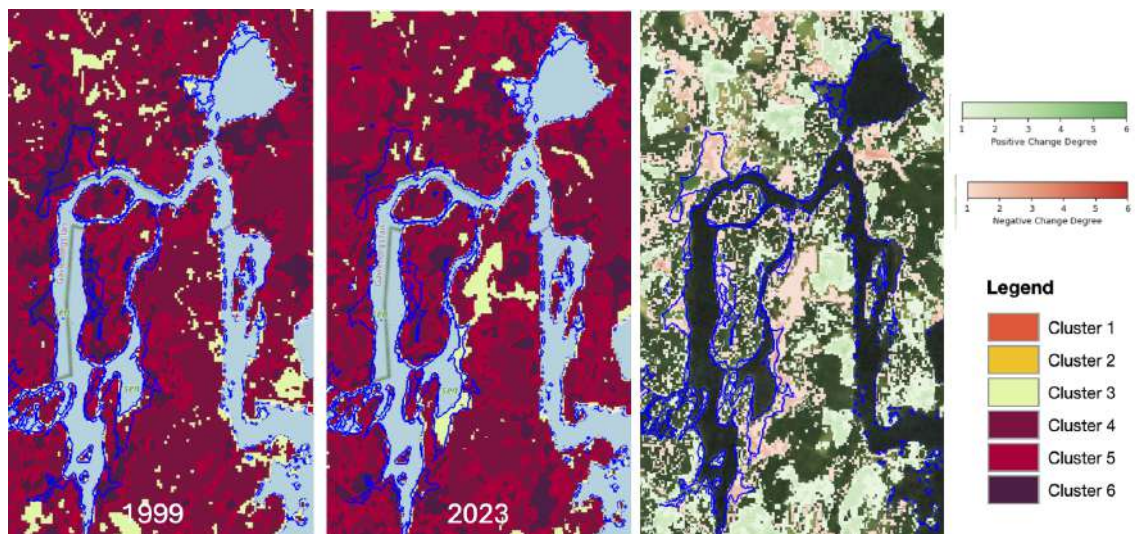 1 2 3 4 5 6
Positive Change Degree
1 2 3 4 5 6
Negative Change Degree
Legend
Cluster 1
Cluster 2
Cluster 3
Cluster 4
Cluster 5
Cluster 6
1999
2023